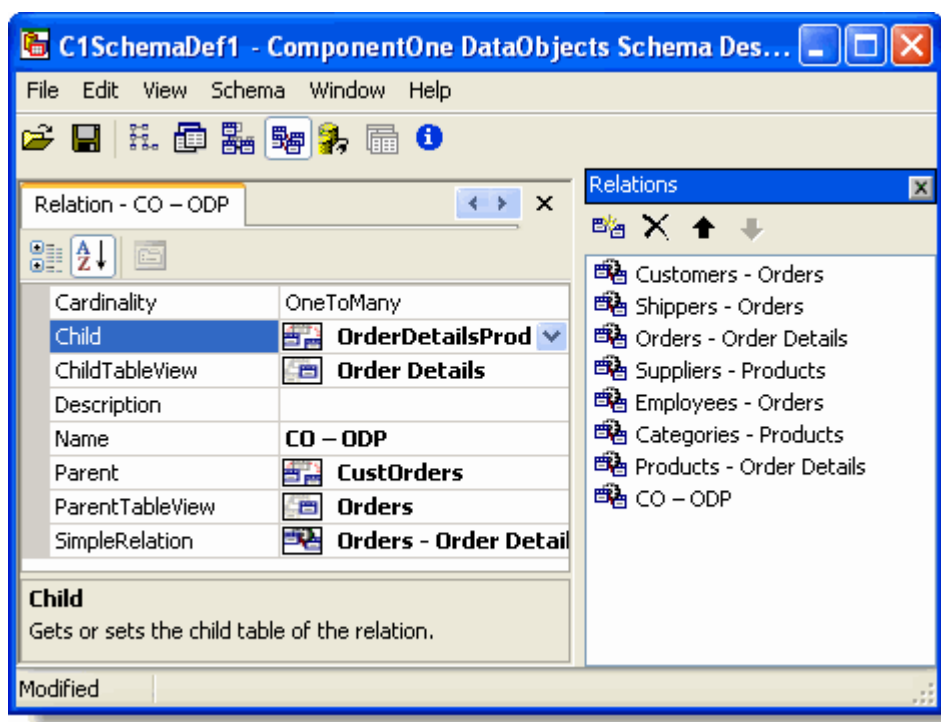 C1SchemaDef1 - ComponentOne DataObjects Schema Des...
File Edit View Schema Window Help
Relation - CO – ODP
Cardinality OneToMany
Child OrderDetailsProd
ChildTableView Order Details
Description
Name CO – ODP
Parent CustOrders
ParentTableView Orders
SimpleRelation Orders - Order Detail
Child
Gets or sets the child table of the relation.
Relations
Customers - Orders
Shippers - Orders
Orders - Order Details
Suppliers - Products
Employees - Orders
Categories - Products
Products - Order Details
CO – ODP
Modified